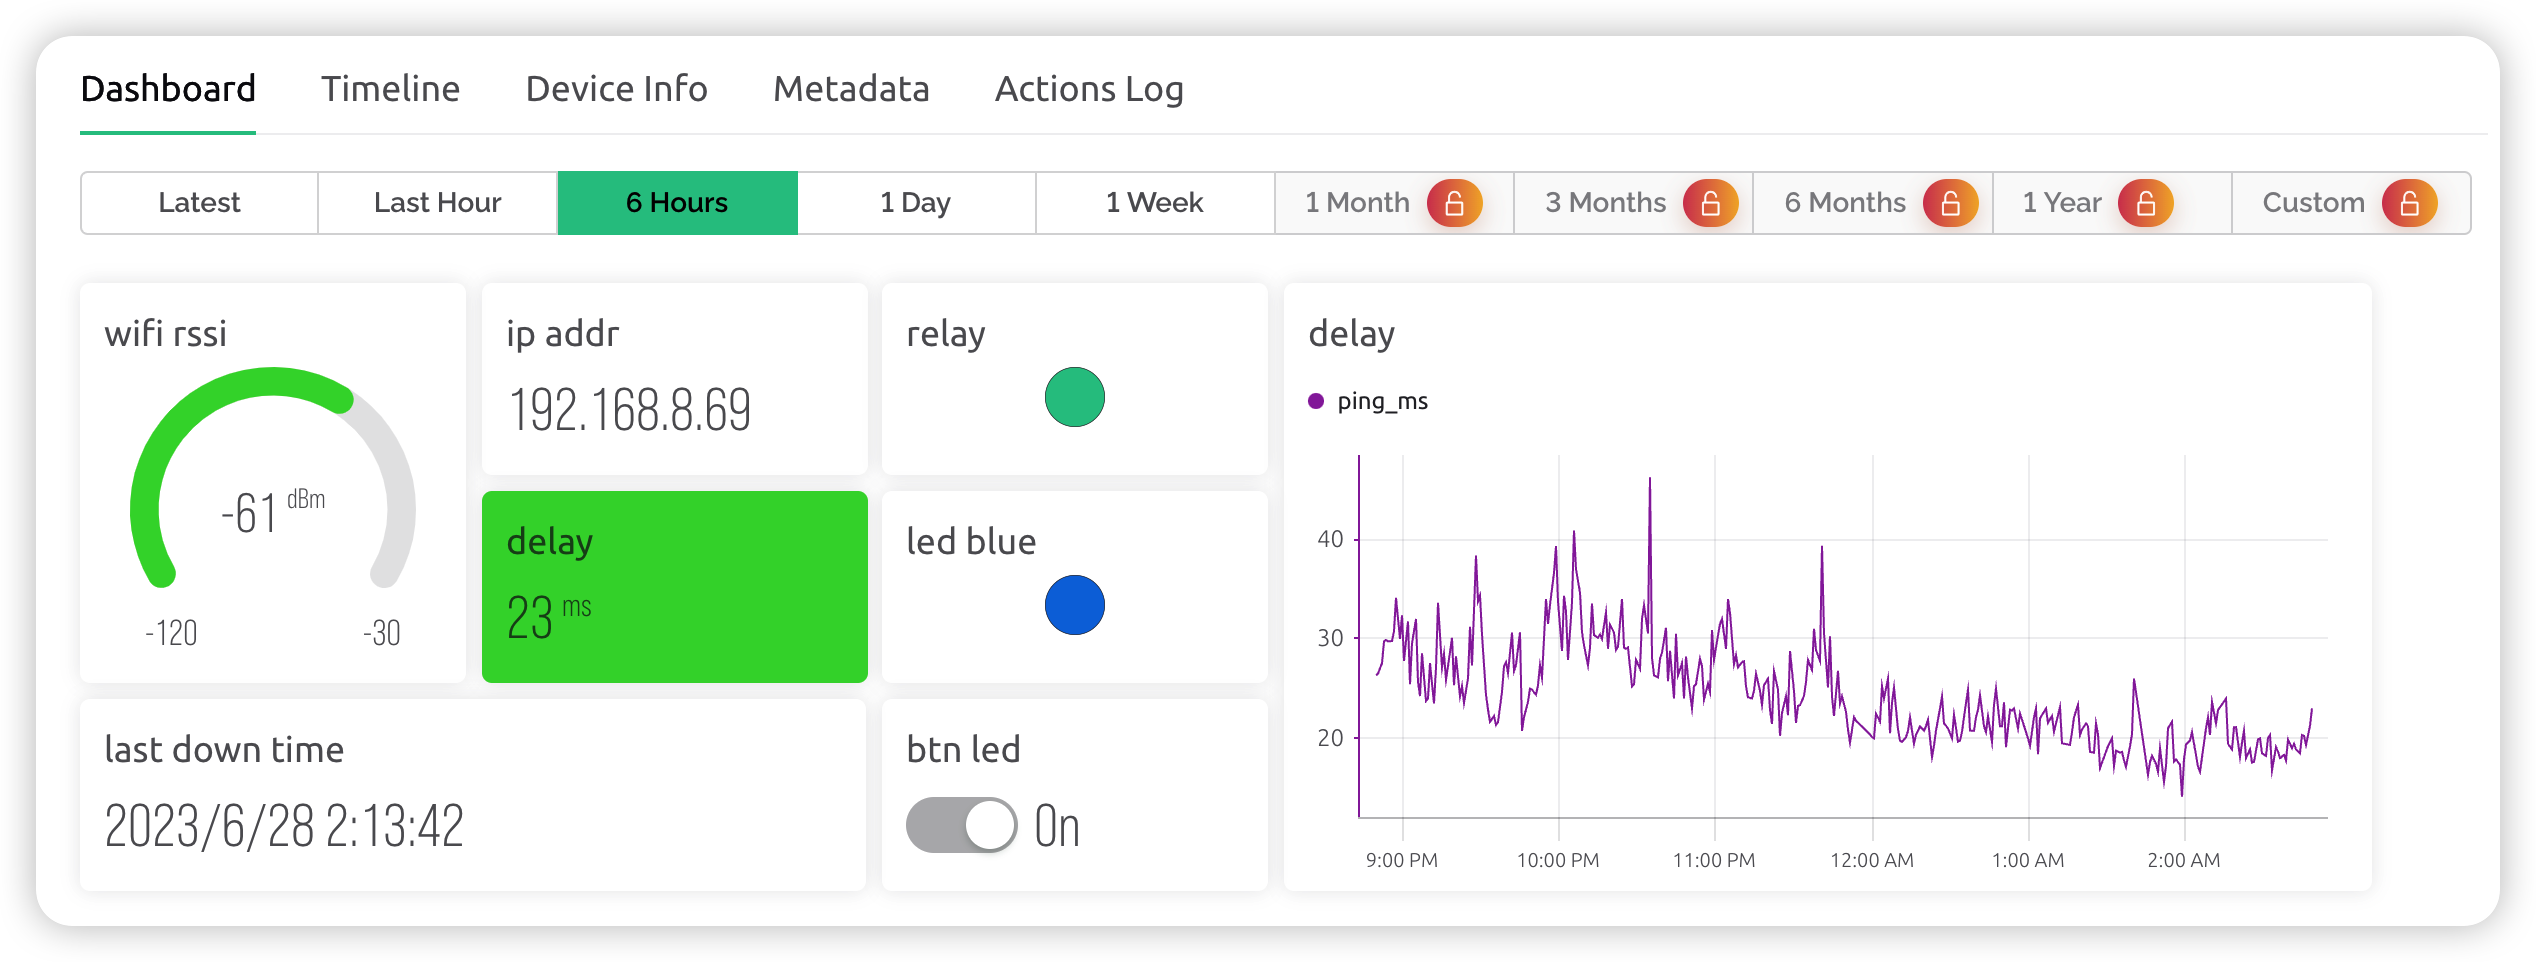 Dashboard Timeline Device Info Metadata Actions Log
Latest Last Hour 6 Hours 1 Day 1 Week 1 Month 3 Months 6 Months 1 Year Custom
wifi rssi
-61 dBm
-120 -30
ip addr
192.168.8.69
relay
delay
23 ms
led blue
last down time
2023/6/28 2:13:42
btn led
On
delay
ping_ms
40
30
20
9:00 PM 10:00 PM 11:00 PM 12:00 AM 1:00 AM 2:00 AM